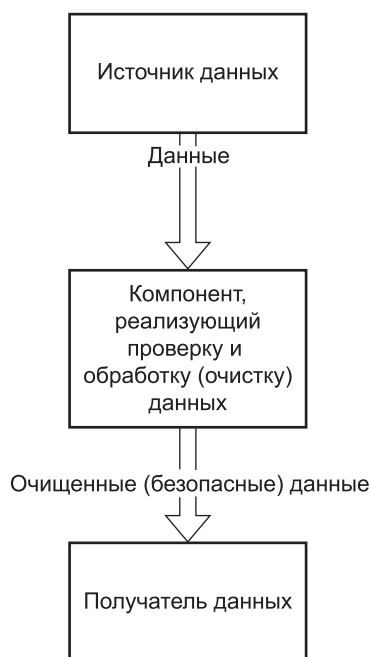 Источник данных
Данные
Компонент,
реализующий
проверку и
обработку (очистку)
данных
Очищенные (безопасные) данные
Получатель данных